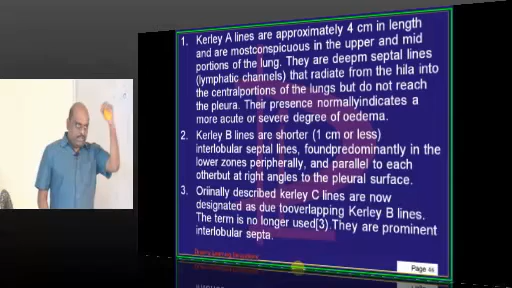 1. Kerley A lines are approximately 4 cm in length
and are mostconspicuous in the upper and mid
portions of the lung. They are deepm septal lines
(lymphatic channels) that radiate from the hila into
the centralportions of the lungs but do not reach
the pleura. Their presence normallyindicates a
more acute or severe degree of oedema.
2. Kerley B lines are shorter (1 cm or less)
interlobular septal lines, foundpredominantly in the
lower zones peripherally, and parallel to each
otherbut at right angles to the pleural surface.
3. Oriinally described kerley C lines are now
designated as due tooverlapping Kerley B lines.
The term is no longer used[3].They are prominent
interlobular septa.
Page 46